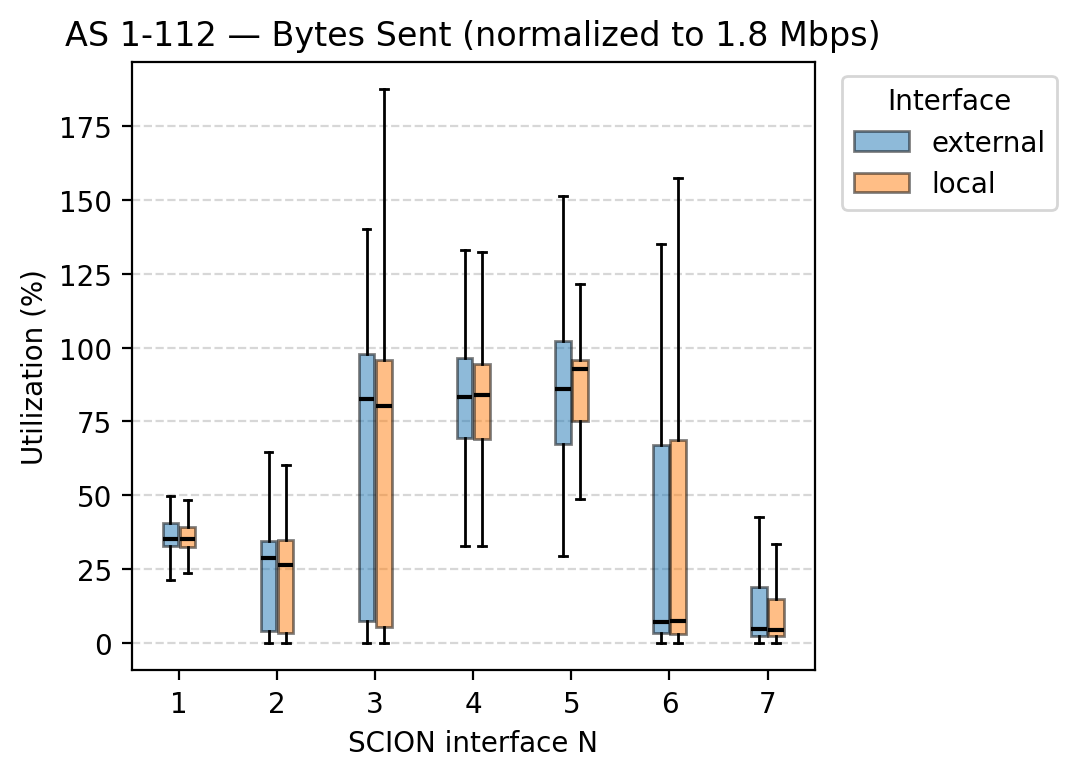 AS 1-112 — Bytes Sent (normalized to 1.8 Mbps)
Interface
external
local
175
150
125
100
75
50
25
0
Utilization (%)
1 2 3 4 5 6 7
SCION interface N